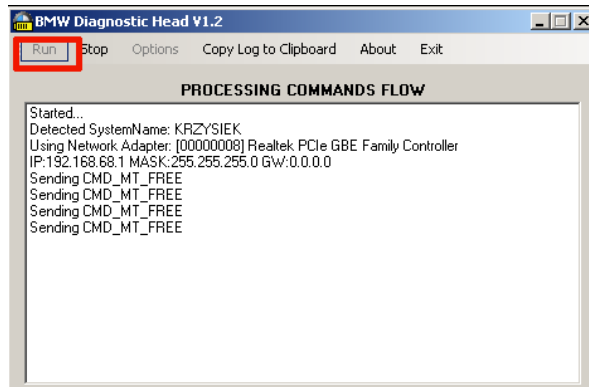 BMW Diagnostic Head V1.2
Run Stop Options Copy Log to Clipboard About Exit
PROCESSING COMMANDS FLOW
Started...
Detected SystemName: KRZYSIEK
Using Network Adapter: [00000008] Realtek PCIe GBE Family Controller
IP:192.168.68.1 MASK:255.255.255.0 GW:0.0.0.0
Sending CMD_MT_FREE
Sending CMD_MT_FREE
Sending CMD_MT_FREE
Sending CMD_MT_FREE